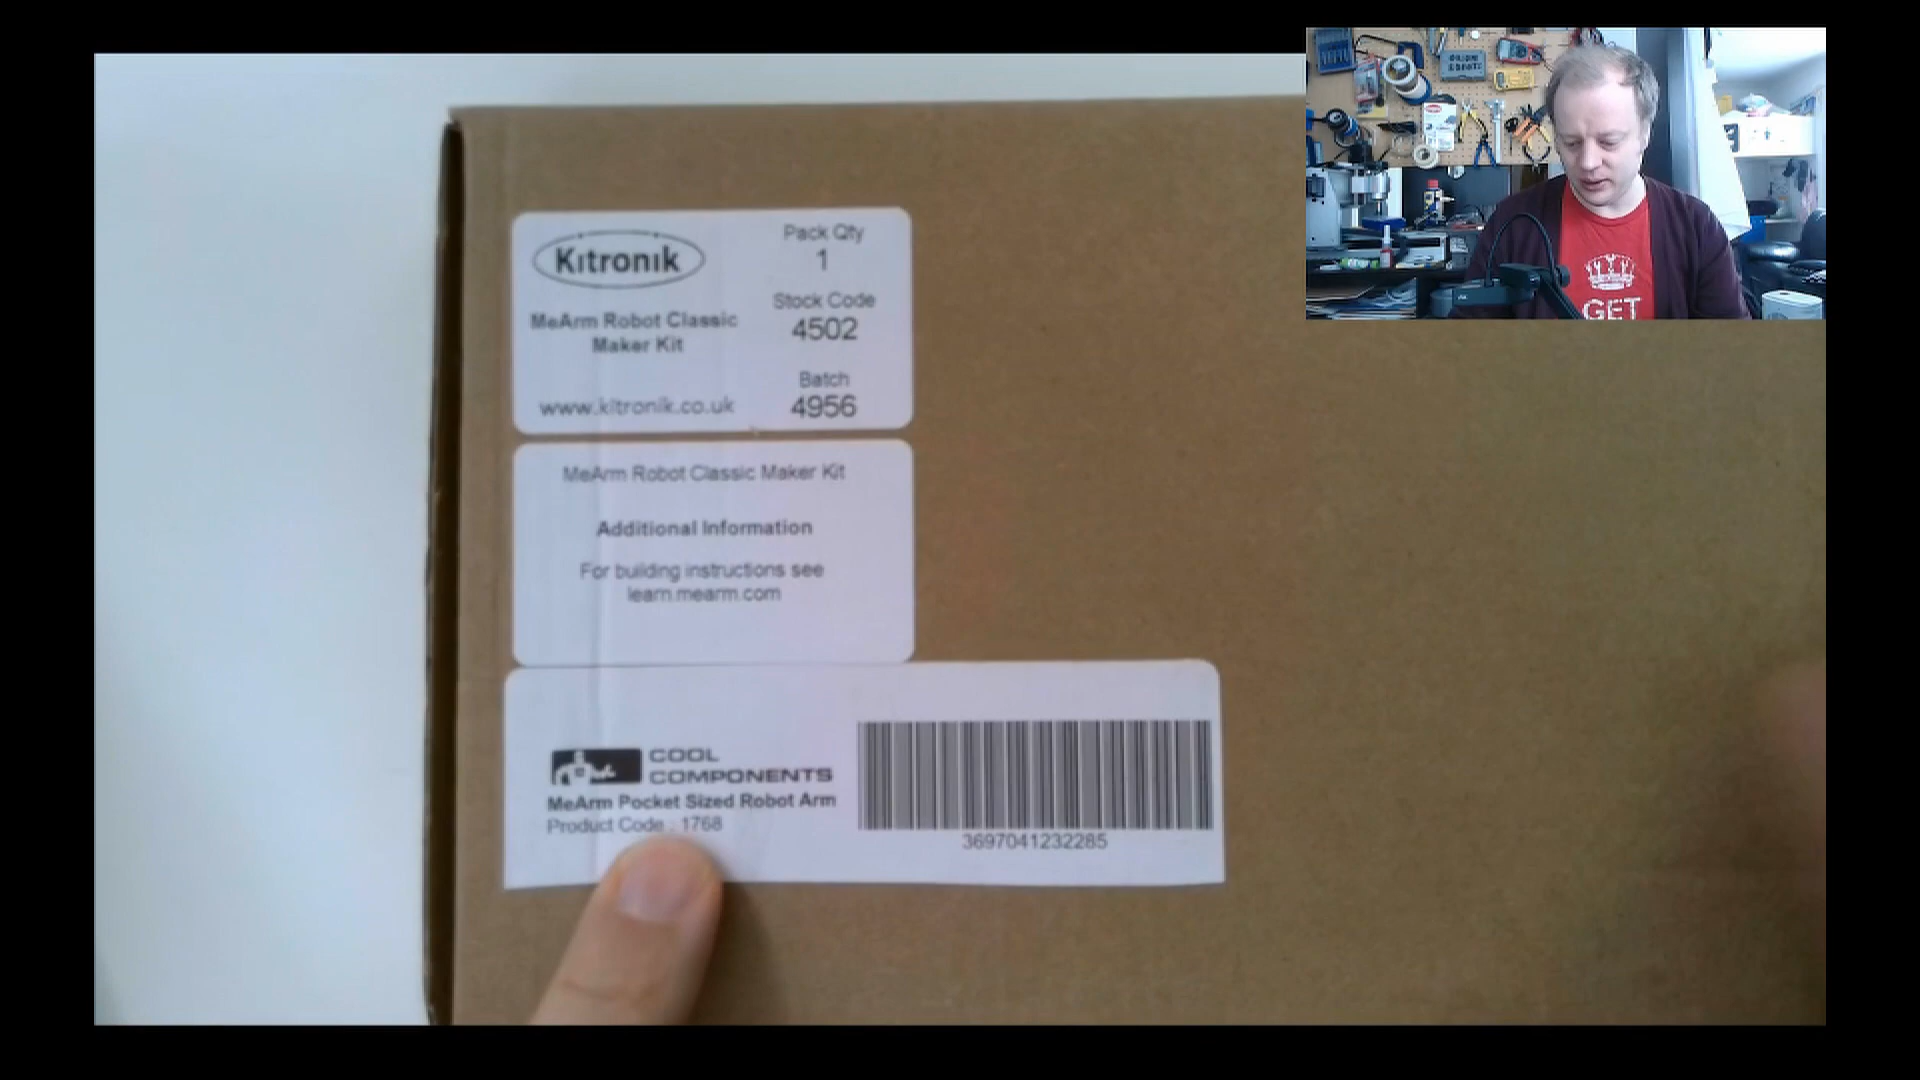 Kitronik
MeArm Robot Classic
Maker Kit
www.kitronik.co.uk
Pack Qty
1
Stock Code
4502
Batch
4956
MeArm Robot Classic Maker Kit
Additional Information
For building instructions see
learn.mearm.com
COOL
COMPONENTS
MeArm Pocket Sized Robot Arm
Product Code : 1768
3697041232285
GET